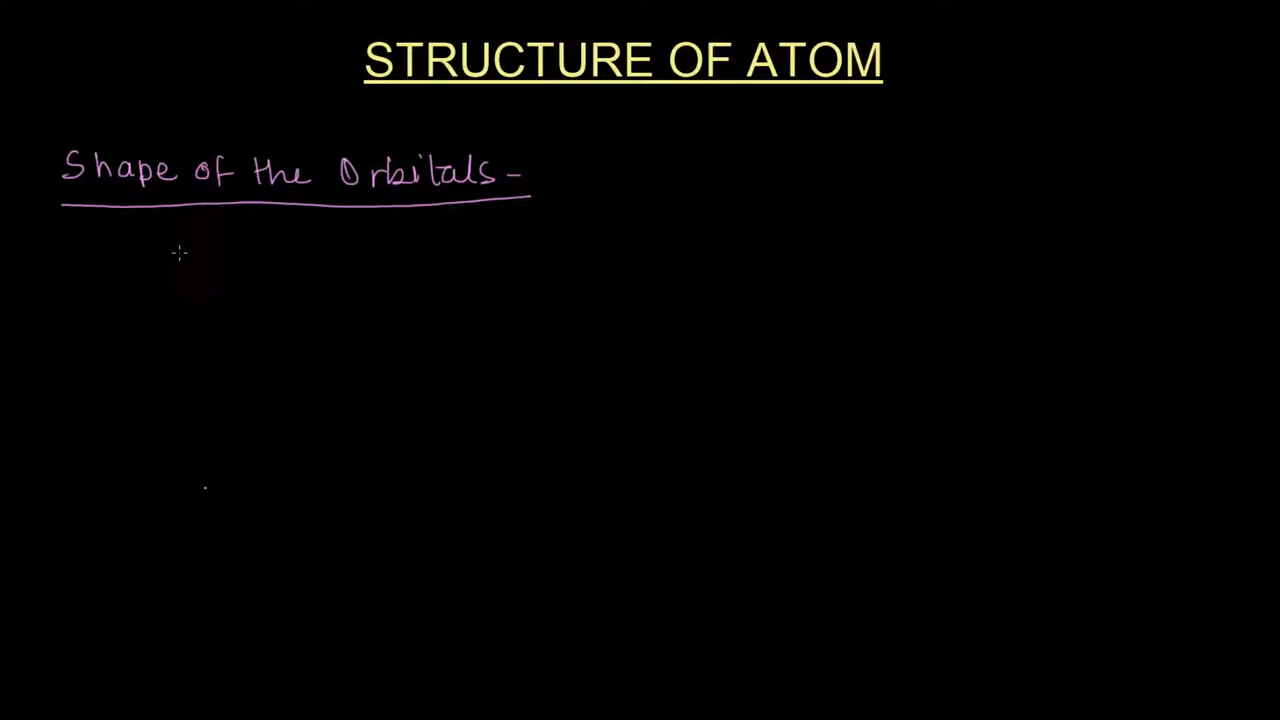 STRUCTURE OF ATOM
Shape of the Orbitals -